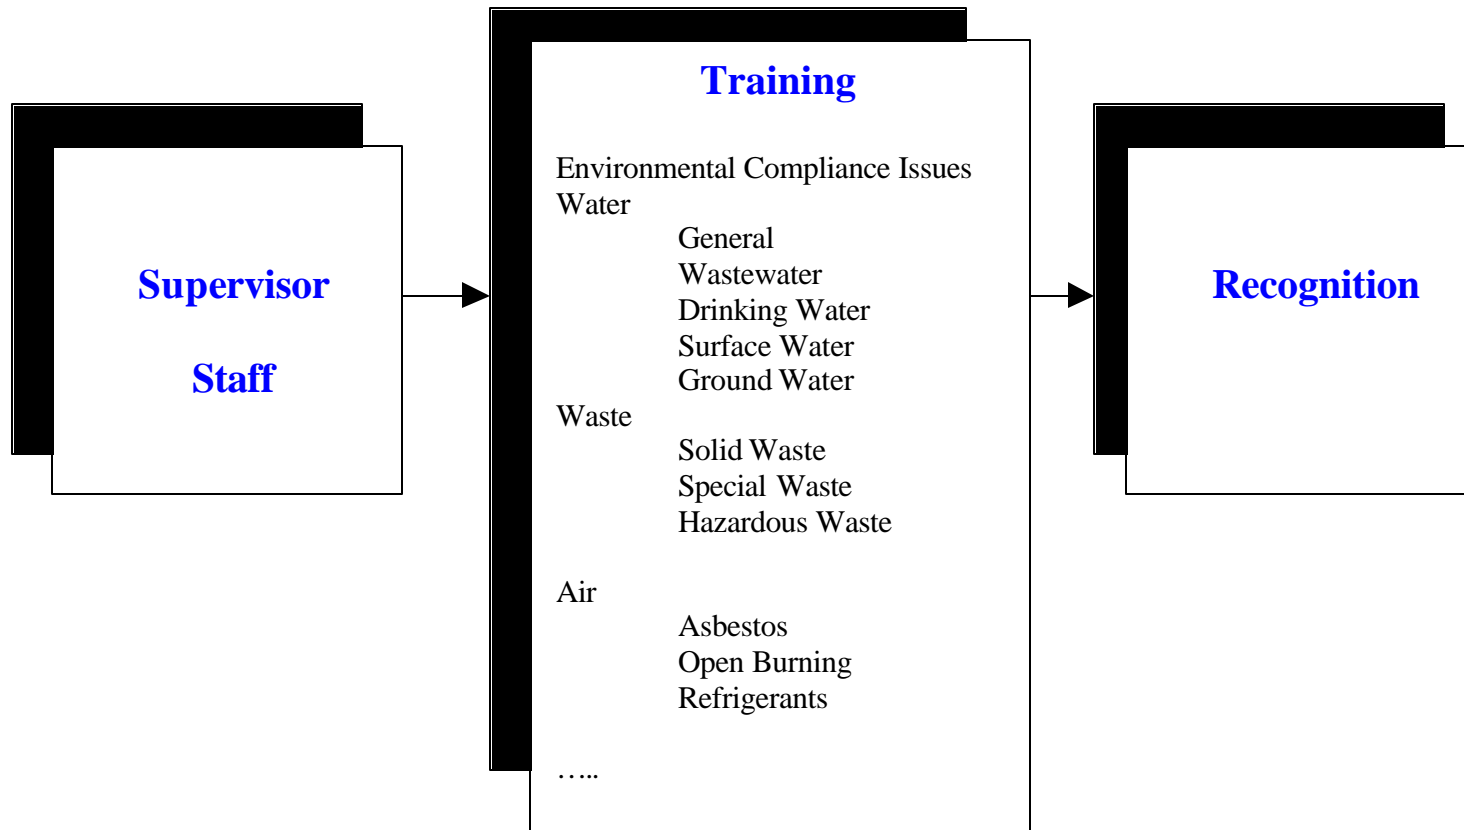 Supervisor
Staff
Training
Environmental Compliance Issues
Water
General
Wastewater
Drinking Water
Surface Water
Ground Water
Waste
Solid Waste
Special Waste
Hazardous Waste
Air
Asbestos
Open Burning
Refrigerants
…..
Recognition